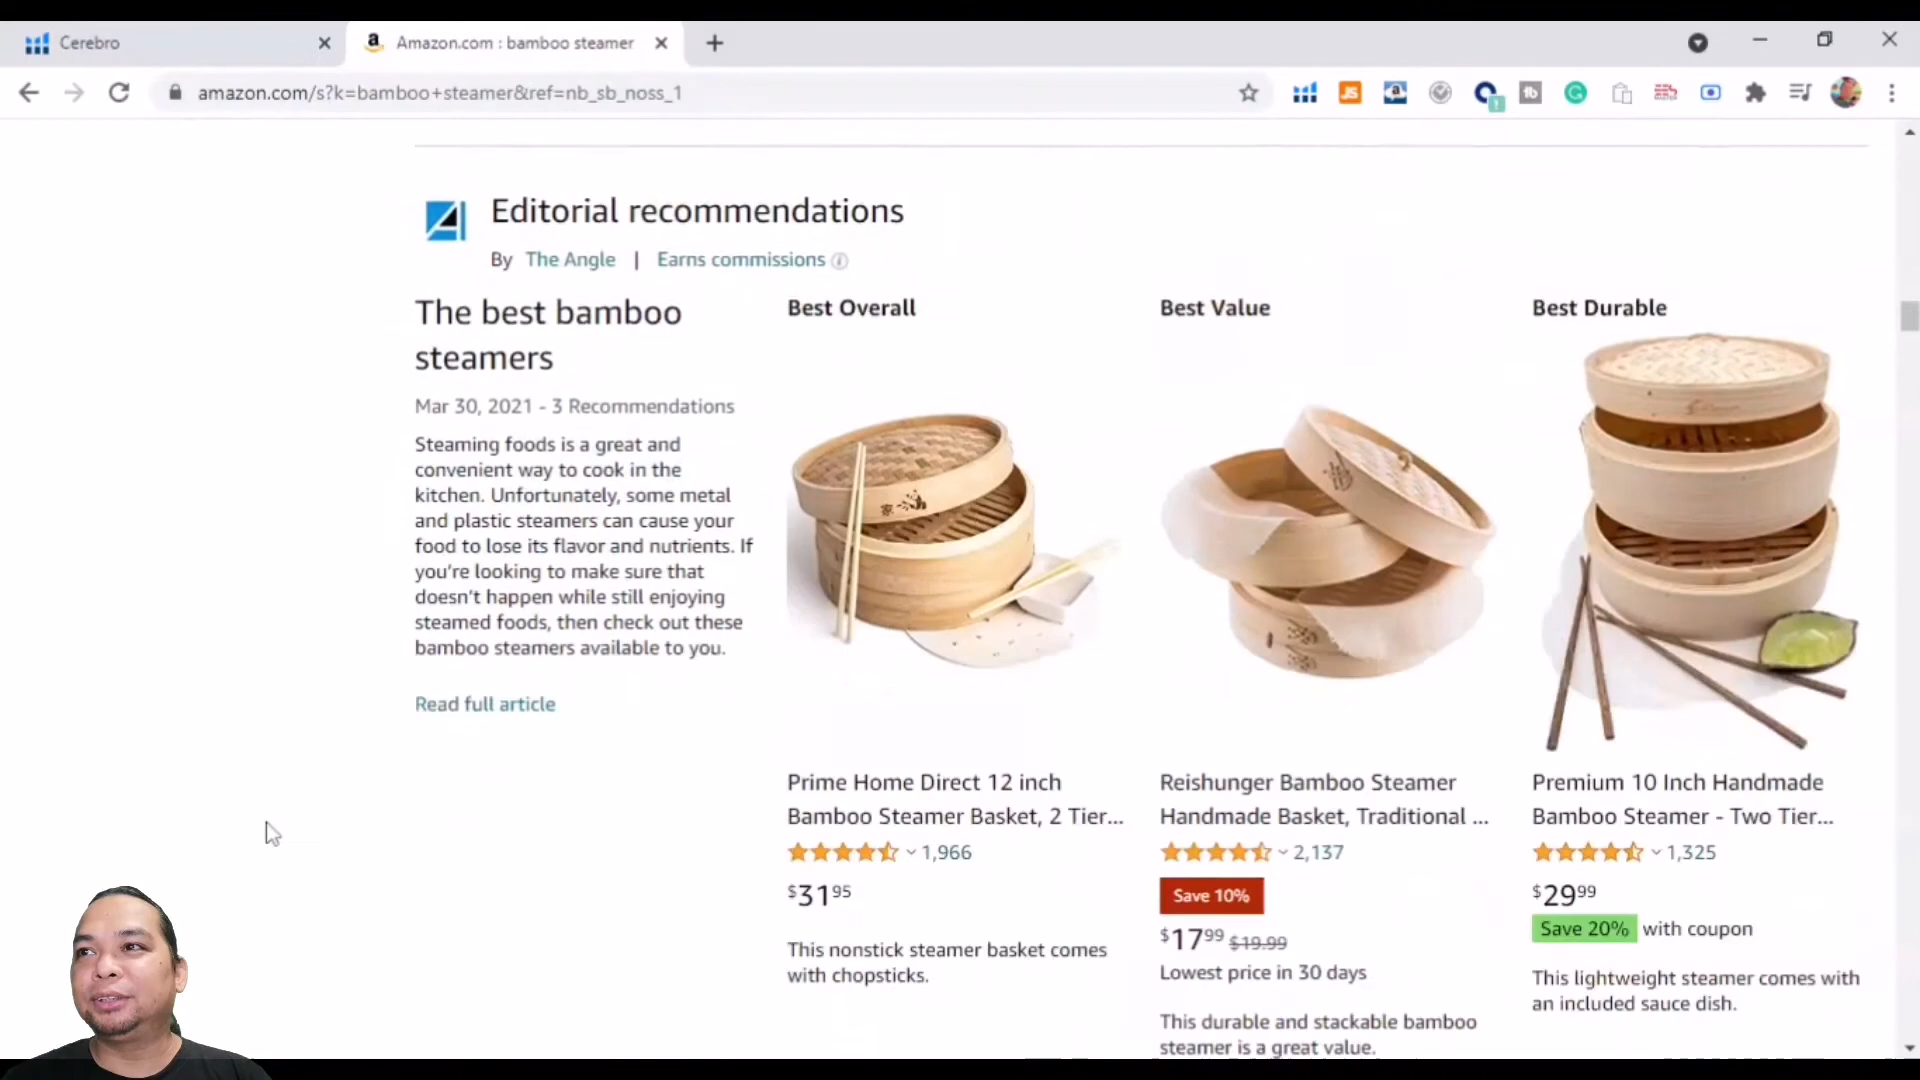 Cerebro
Amazon.com : bamboo steamer
amazon.com/s?k=bamboo+steamer&ref=nb_sb_noss_1
Editorial recommendations
By The Angle | Earns commissions
The best bamboo
steamers
Mar 30, 2021 - 3 Recommendations
Steaming foods is a great and
convenient way to cook in the
kitchen. Unfortunately, some metal
and plastic steamers can cause your
food to lose its flavor and nutrients. If
you're looking to make sure that
doesn't happen while still enjoying
steamed foods, then check out these
bamboo steamers available to you.
Read full article
Best Overall
Prime Home Direct 12 inch
Bamboo Steamer Basket, 2 Tier...
1,966
$3195
This nonstick steamer basket comes
with chopsticks.
Best Value
Reishunger Bamboo Steamer
Handmade Basket, Traditional ...
2,137
Save 10%
$1799 $19.99
Lowest price in 30 days
This durable and stackable bamboo
steamer is a great value.
Best Durable
Premium 10 Inch Handmade
Bamboo Steamer - Two Tier...
1,325
$2999
Save 20% with coupon
This lightweight steamer comes with
an included sauce dish.